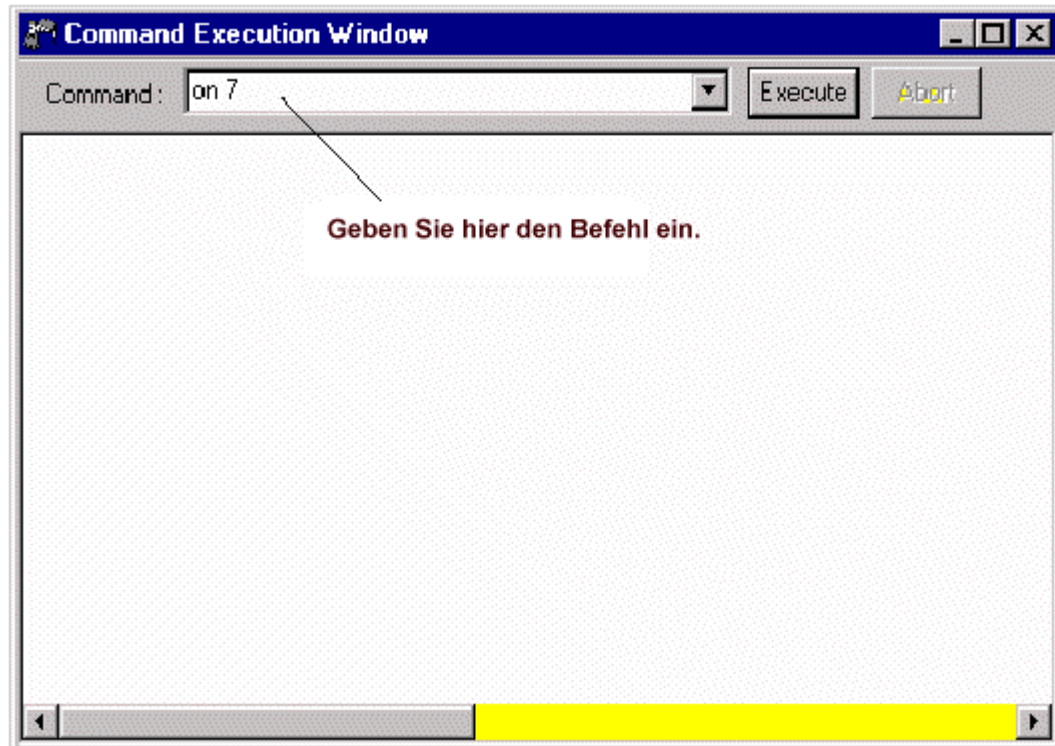 Command Execution Window
Command: on 7 Execute Abort
Geben Sie hier den Befehl ein.